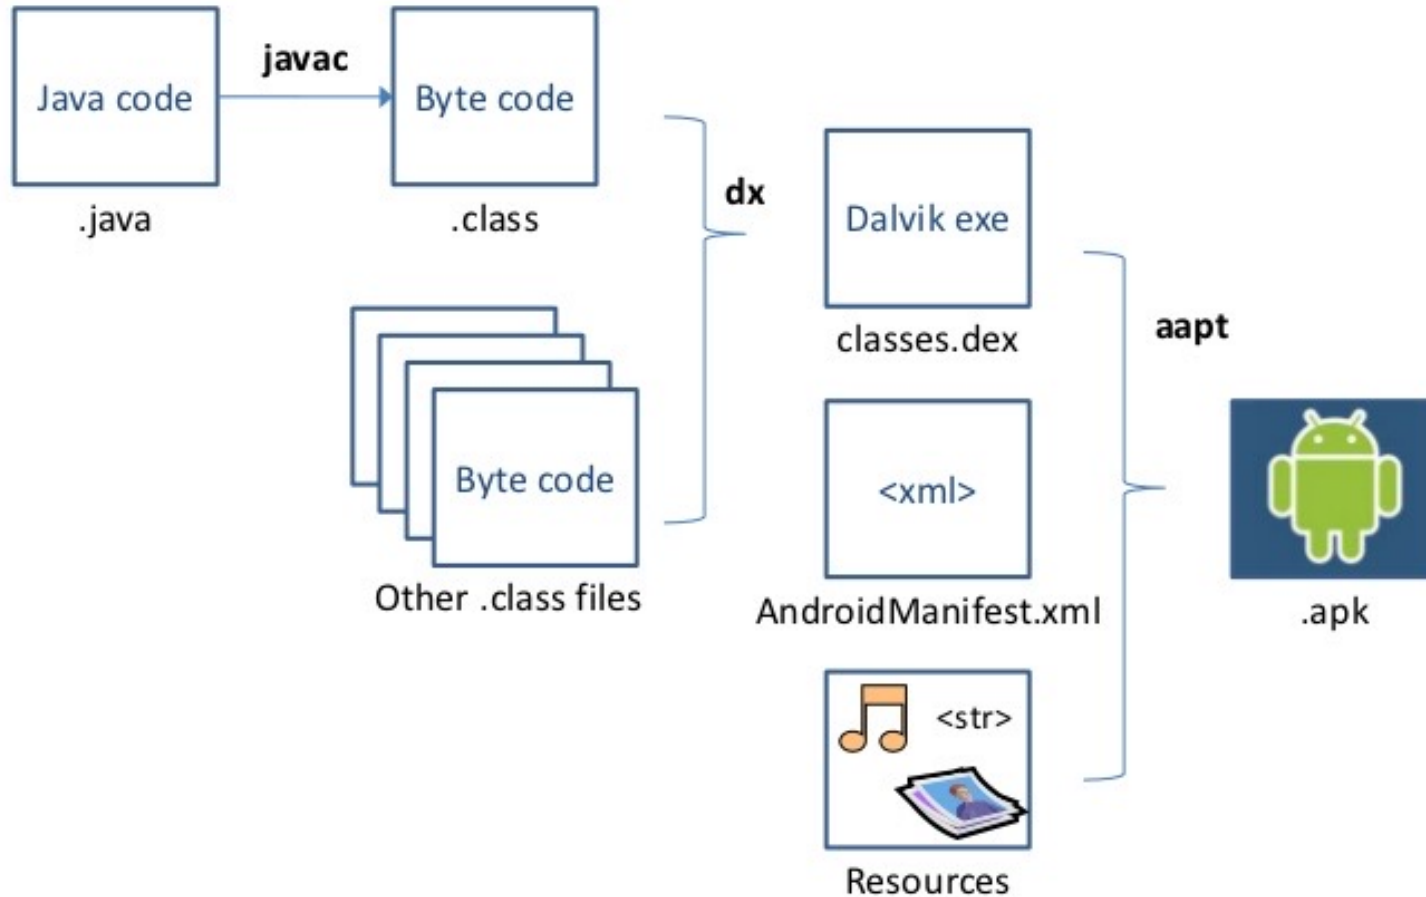 Java code
javac
Byte code
.java
.class
dx
Byte code
Other .class files
Dalvik exe
classes.dex
aapt
<xml>
AndroidManifest.xml
<str>
Resources
.apk